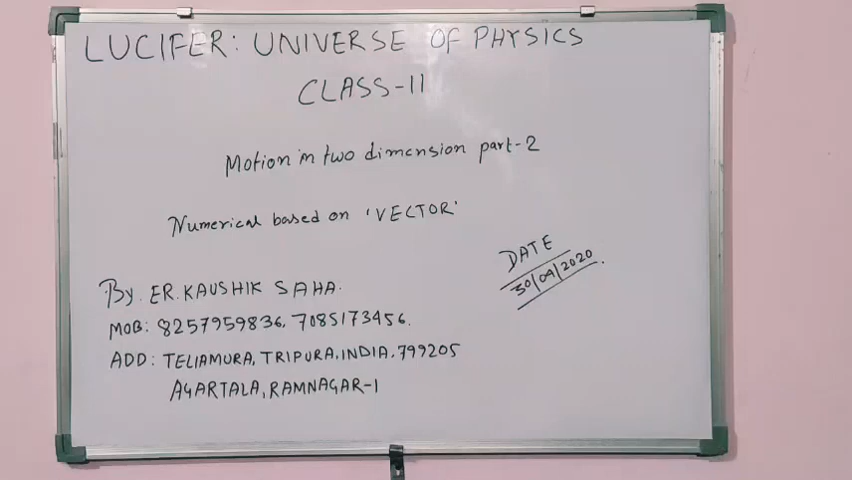 LUCIFER: UNIVERSE OF PHYSICS
CLASS-11
Motion in two dimension part-2
Numerical based on 'VECTOR'
DATE
30/09/2020.
By. ER. KAUSHIK SAHA.
MOB: 8257959836, 7085173456.
ADD: TELIAMURA, TRIPURA, INDIA, 799205
AGARTALA, RAMNAGAR-1